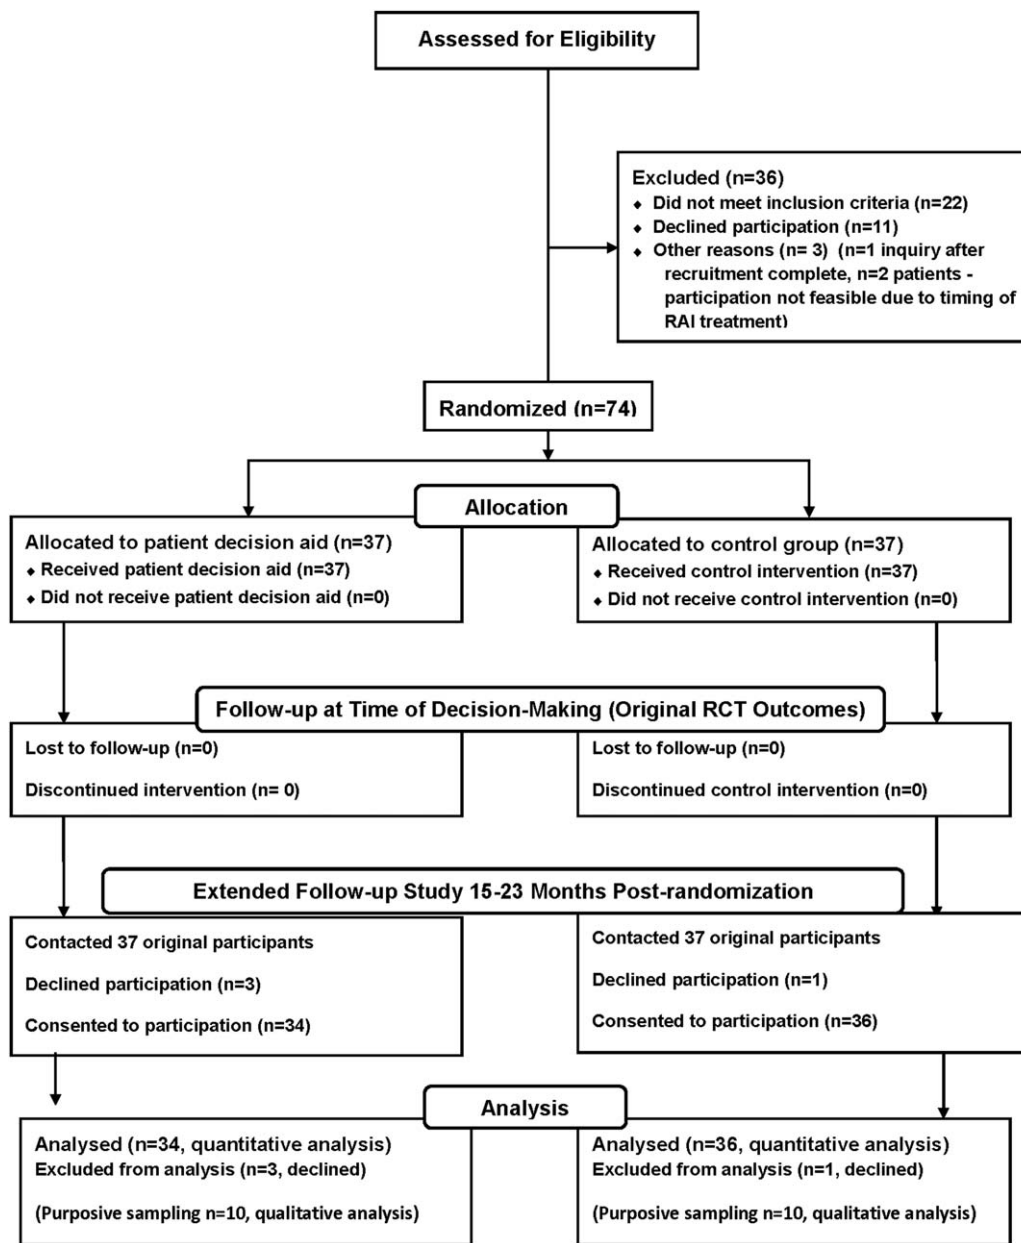 Assessed for Eligibility
Excluded (n=36)
⬥ Did not meet inclusion criteria (n=22)
⬥ Declined participation (n=11)
⬥ Other reasons (n= 3)  (n=1 inquiry after
recruitment complete, n=2 patients -
participation not feasible due to timing of
RAI treatment)
Randomized (n=74)
Allocation
Allocated to patient decision aid (n=37)
⬥ Received patient decision aid (n=37)
⬥ Did not receive patient decision aid (n=0)
Allocated to control group (n=37)
⬥ Received control intervention (n=37)
⬥ Did not receive control intervention (n=0)
Follow-up at Time of Decision-Making (Original RCT Outcomes)
Lost to follow-up (n=0)
Discontinued intervention (n= 0)
Lost to follow-up (n=0)
Discontinued control intervention (n=0)
Extended Follow-up Study 15-23 Months Post-randomization
Contacted 37 original participants
Declined participation (n=3)
Consented to participation (n=34)
Contacted 37 original participants
Declined participation (n=1)
Consented to participation (n=36)
Analysis
Analysed (n=34, quantitative analysis)
Excluded from analysis (n=3, declined)
(Purposive sampling n=10, qualitative analysis)
Analysed (n=36, quantitative analysis)
Excluded from analysis (n=1, declined)
(Purposive sampling n=10, qualitative analysis)